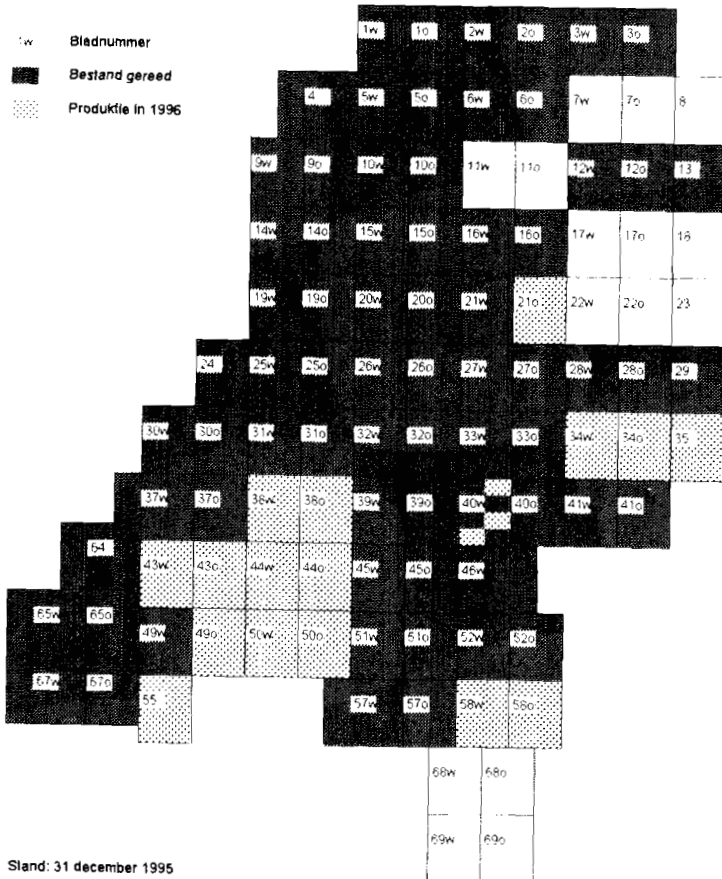 1w 1o 2w 2o 3w 3o
1w Bladnummer
Bestand gereed
4 5w 5o 6w 6o 7w 7o 8
Produktie in 1996
9w 9o 10w 10o 11w 11o 12w 12o 13
14w 14o 15w 15o 16w 16o 17w 17o 18
19w 19o 20w 20o 21w 21o 22w 22o 23
24 25w 25o 26w 26o 27w 27o 28w 28o 29
30w 30o 31w 31o 32w 32o 33w 33o 34w 34o 35
37w 37o 38w 38o 39w 39o 40w 40o 41w 41o
64
43w 43o 44w 44o 45w 45o 46w
65w 65o 49w 49o 50w 50o 51w 51o 52w 52o
67w 67o 55 57w 57o 58w 58o
68w 68o
69w 69o
Stand: 31 december 1995